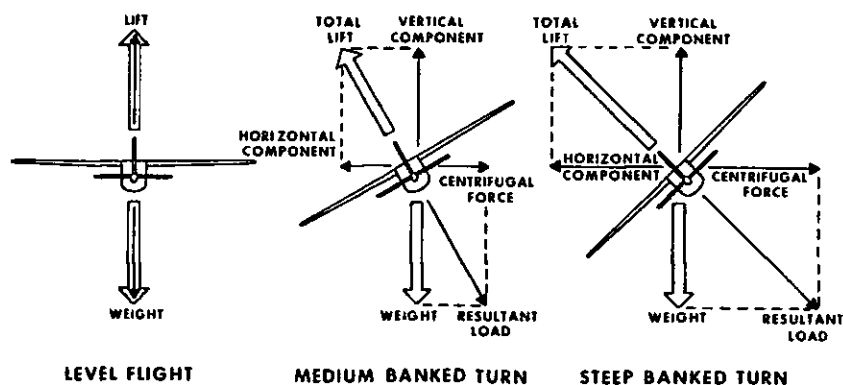 LIFT
WEIGHT
LEVEL FLIGHT
TOTAL
LIFT
VERTICAL
COMPONENT
HORIZONTAL
COMPONENT
CENTRIFUGAL
FORCE
WEIGHT
RESULTANT
LOAD
MEDIUM BANKED TURN
TOTAL
LIFT
VERTICAL
COMPONENT
HORIZONTAL
COMPONENT
CENTRIFUGAL
FORCE
WEIGHT
RESULTANT
LOAD
STEEP BANKED TURN